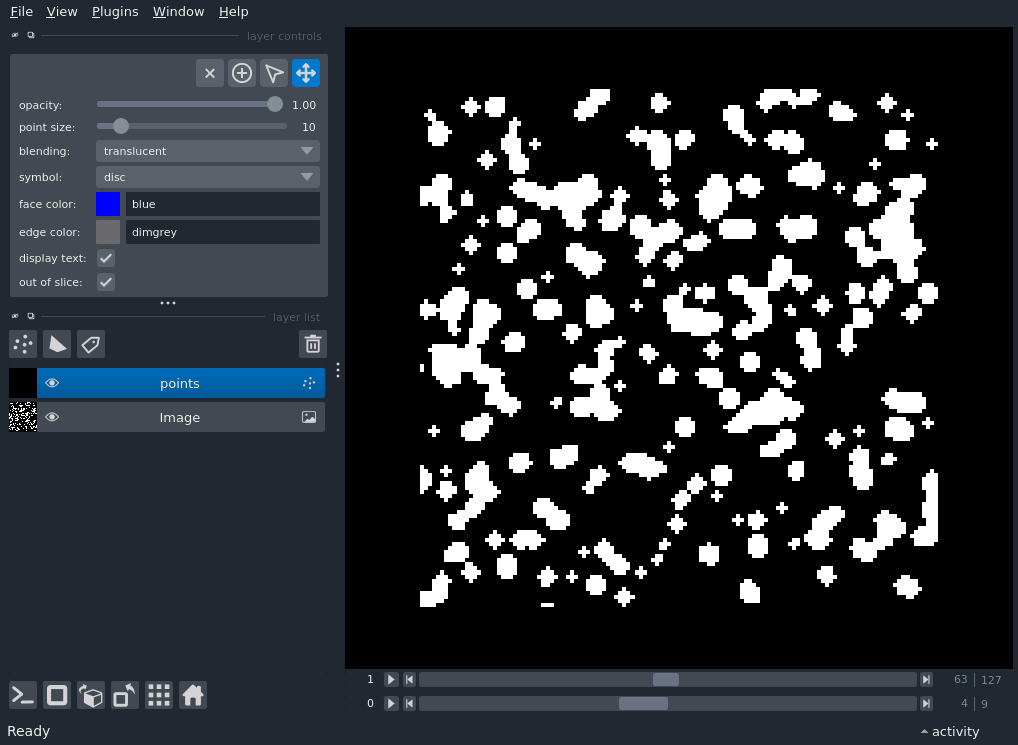 File View Plugins Window Help
layer controls
opacity: 1.00
point size: 10
blending: translucent
symbol: disc
face color: blue
edge color: dimgrey
display text:
out of slice:
layer list
points
Image
1 63 127
0 4 9
Ready activity